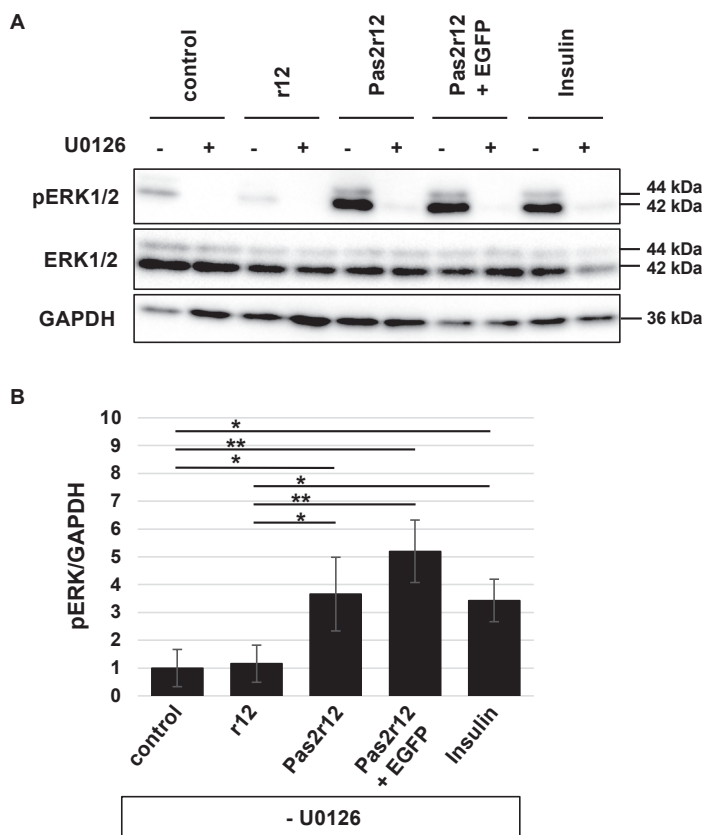 A
control
r12
Pas2r12
Pas2r12
+ EGFP
Insulin
U0126 - + - + - + - + - +
pERK1/2
44 kDa
42 kDa
ERK1/2
44 kDa
42 kDa
GAPDH
36 kDa
B
pERK/GAPDH
10
9
8
7
6
5
4
3
2
1
0
*
**
*
*
**
*
control
r12
Pas2r12
Pas2r12
+ EGFP
Insulin
- U0126